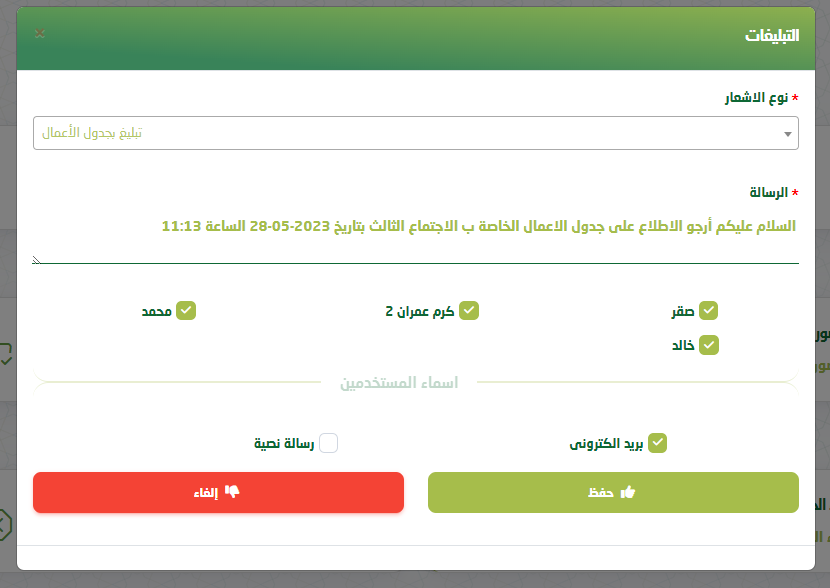 التبليغات
* نوع الاشعار
تبليغ بجدول الأعمال
* الرسالة
السلام عليكم أرجو الاطلاع على جدول الاعمال الخاصة ب الاجتماع الثالث بتاريخ 2023-05-28 الساعة 11:13
صقر كرم عمران 2 محمد
خالد
اسماء المستخدمين
بريد الكترونى رسالة نصية
حفظ إلغاء